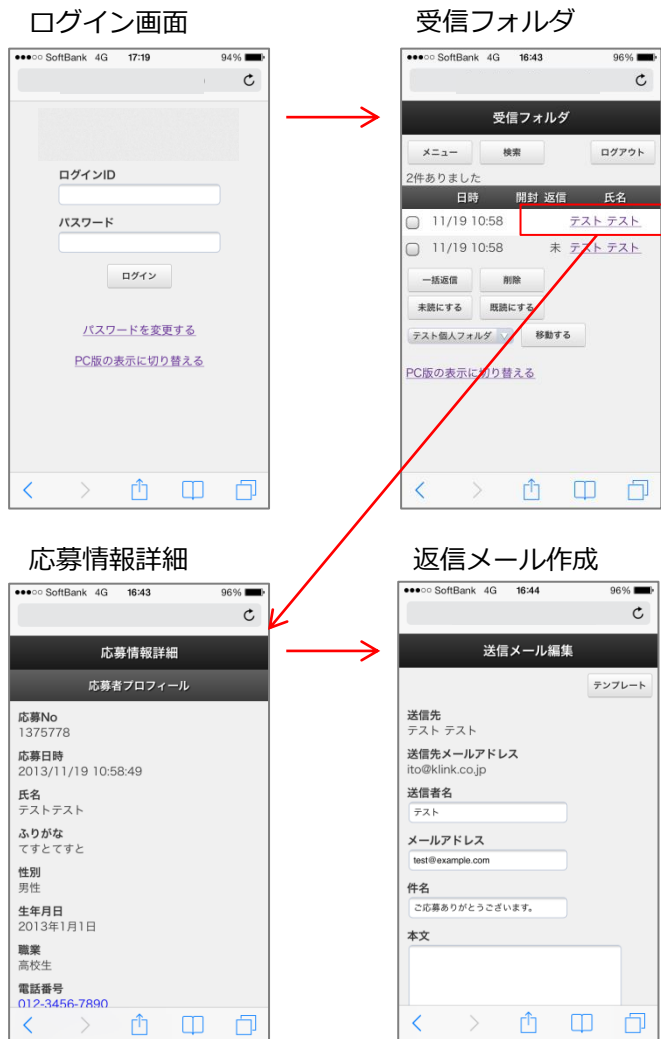 ログイン画面
●●●○○ SoftBank 4G 17:19 94%
ログインID
パスワード
ログイン
パスワードを変更する
PC版の表示に切り替える
受信フォルダ
●●●○○ SoftBank 4G 16:43 96%
受信フォルダ
メニュー 検索 ログアウト
2件ありました
日時 開封 返信 氏名
11/19 10:58 テスト テスト
11/19 10:58 未 テスト テスト
一括返信 削除
未読にする 既読にする
テスト個人フォルダ 移動する
PC版の表示に切り替える
応募情報詳細
●●●○○ SoftBank 4G 16:43 96%
応募情報詳細
応募者プロフィール
応募No
1375778
応募日時
2013/11/19 10:58:49
氏名
テストテスト
ふりがな
てすとてすと
性別
男性
生年月日
2013年1月1日
職業
高校生
電話番号
012-3456-7890
返信メール作成
●●●○○ SoftBank 4G 16:44 96%
送信メール編集
テンプレート
送信先
テスト テスト
送信先メールアドレス
ito@klink.co.jp
送信者名
テスト
メールアドレス
test@example.com
件名
ご応募ありがとうございます。
本文